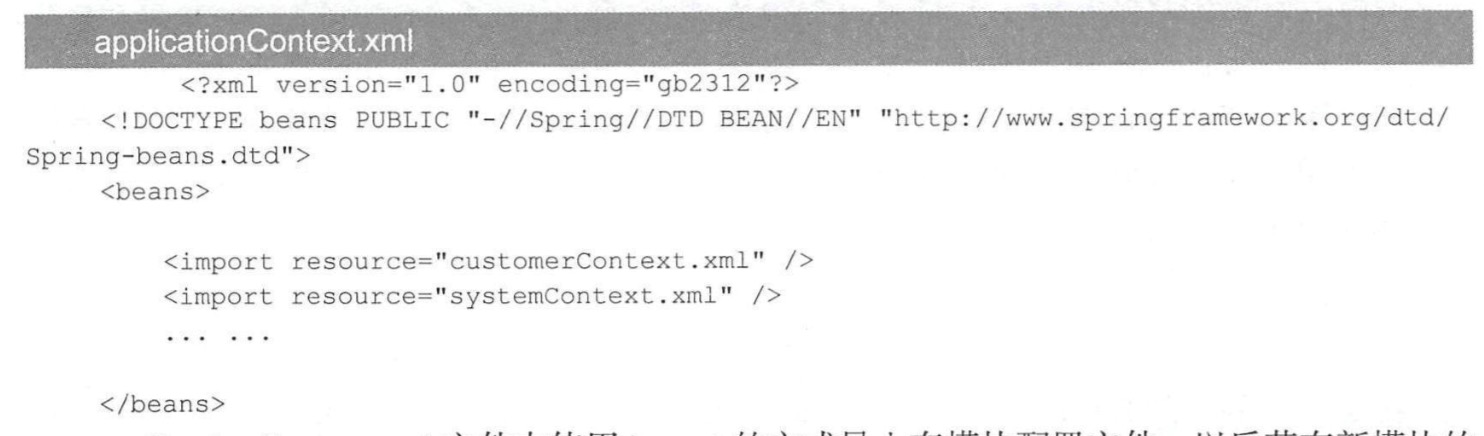 applicationContext.xml
<?xml version="1.0" encoding="gb2312"?>
<!DOCTYPE beans PUBLIC "-//Spring//DTD BEAN//EN" "http://www.springframework.org/dtd/
Spring-beans.dtd">
<beans>
<import resource="customerContext.xml" />
<import resource="systemContext.xml" />
... ...
</beans>